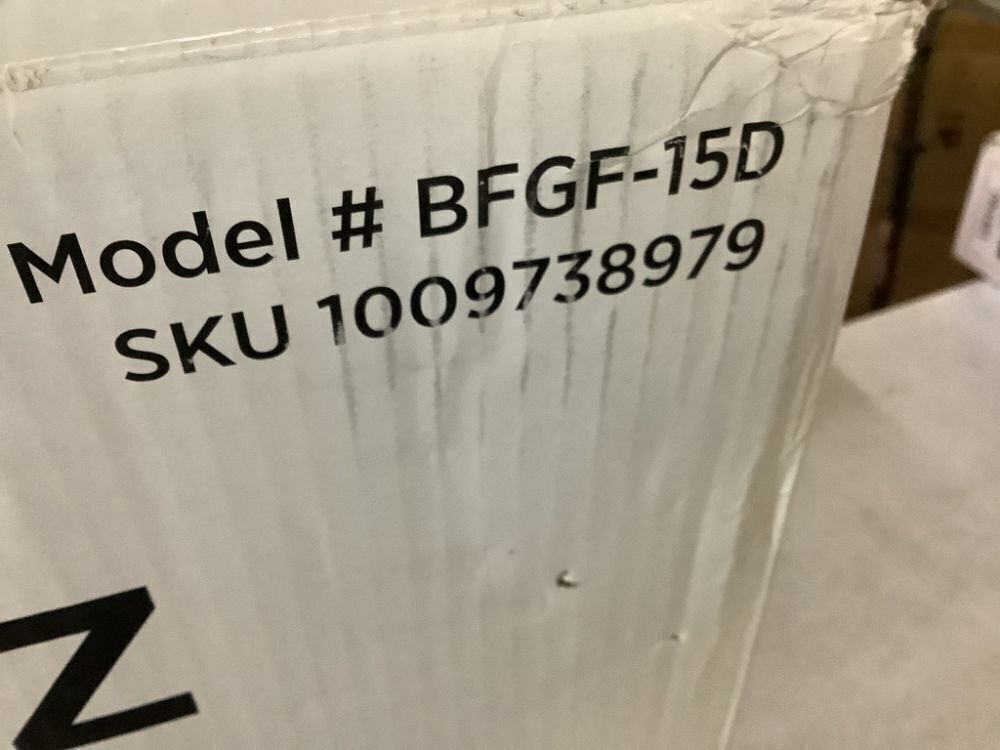 Model # BFGF-15D
SKU 1009738979
Z